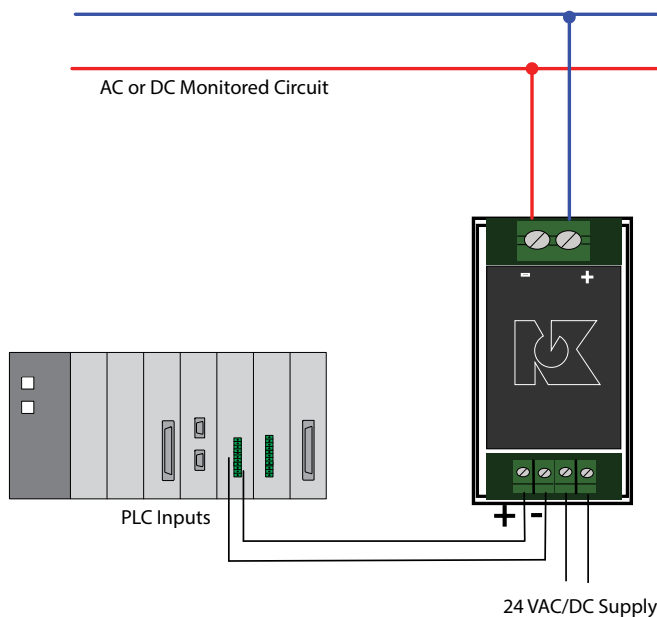 AC or DC Monitored Circuit
- +
PLC Inputs
+ -
24 VAC/DC Supply